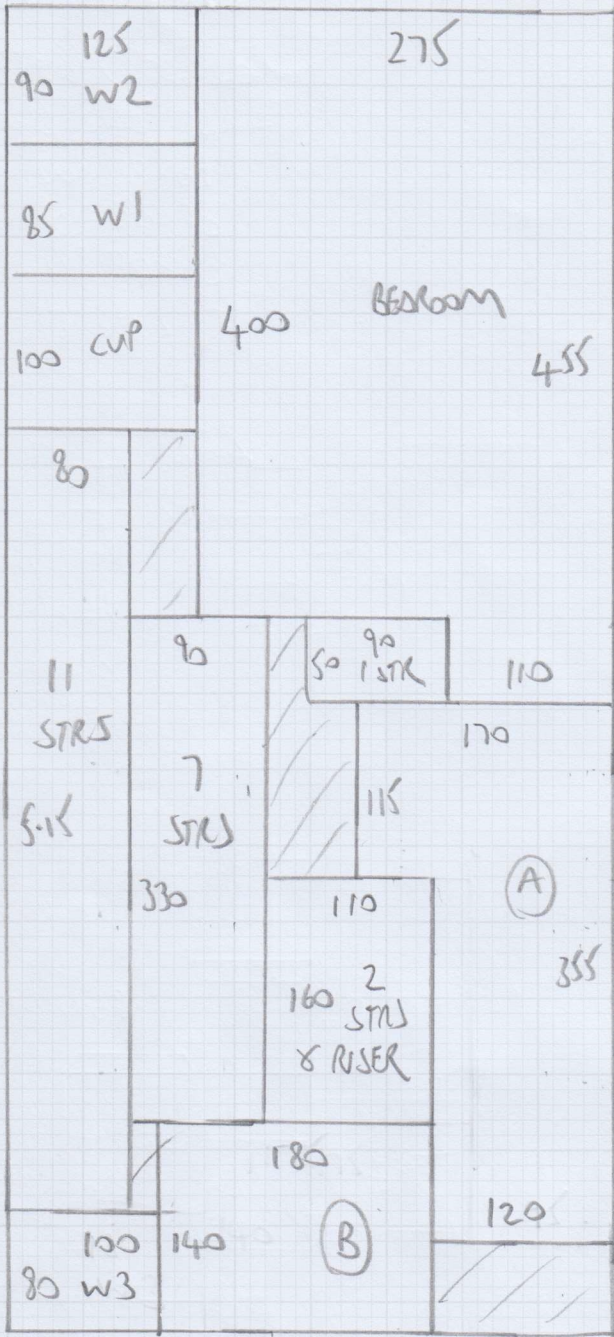 125
275
90 W2
85 W1
BEDROOM
400
100 CUP
455
80
90
90
50 1 STR
110
11
STRS
170
7
STRS
5.15
115
330
A
110
355
160 2
STRS
& RISER
180
120
100
140
B
80 W3